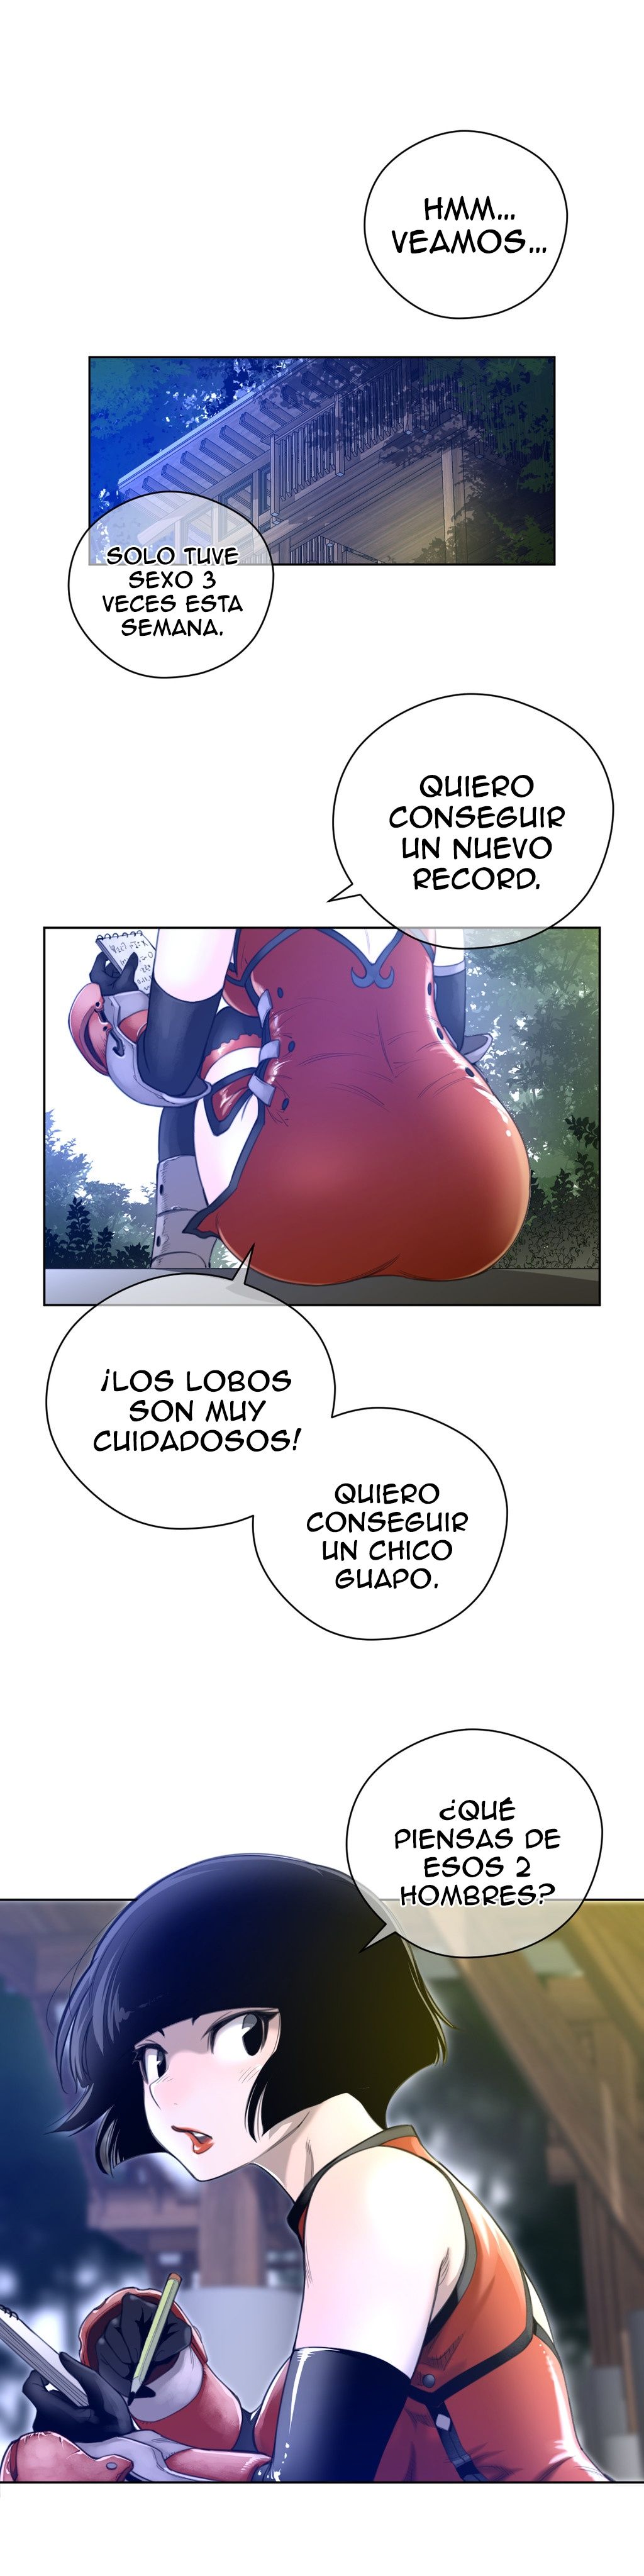 HMM...
VEAMOS...
SOLO TUVE
SEXO 3
VECES ESTA
SEMANA.
QUIERO
CONSEGUIR
UN NUEVO
RECORD.
¡LOS LOBOS
SON MUY
CUIDADOSOS!
QUIERO
CONSEGUIR
UN CHICO
GUAPO.
¿QUÉ
PIENSAS DE
ESOS 2
HOMBRES?